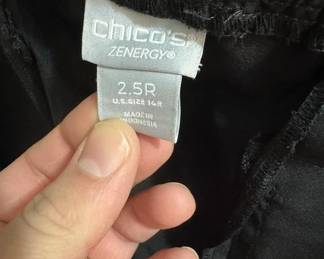 chico's
ZENERGY®
2.5R
U.S. SIZE 14R
MADE IN
INDONESIA